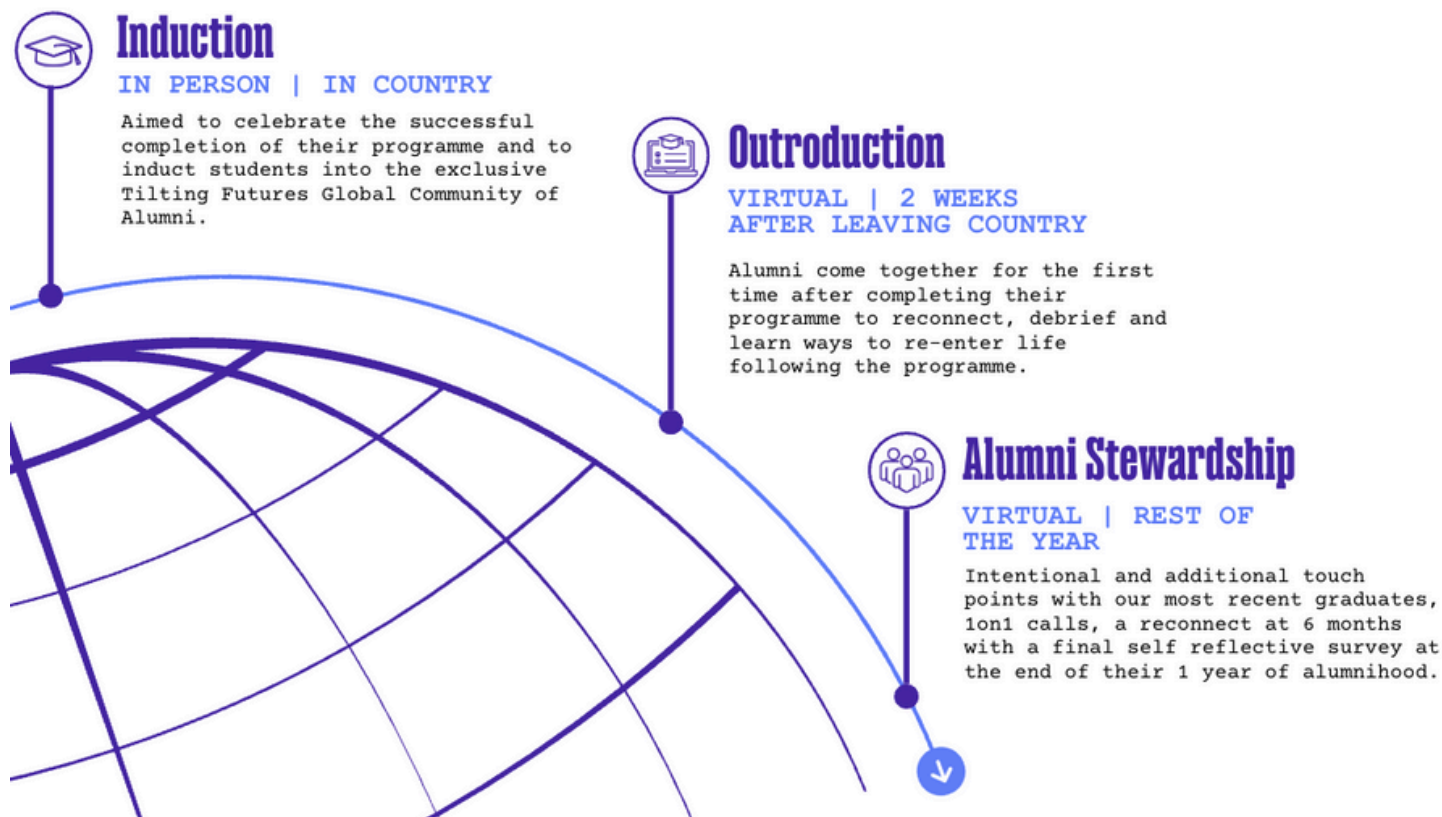 Induction
IN PERSON | IN COUNTRY
Aimed to celebrate the successful
completion of their programme and to
induct students into the exclusive
Tilting Futures Global Community of
Alumni.
Outroduction
VIRTUAL | 2 WEEKS
AFTER LEAVING COUNTRY
Alumni come together for the first
time after completing their
programme to reconnect, debrief and
learn ways to re-enter life
following the programme.
Alumni Stewardship
VIRTUAL | REST OF
THE YEAR
Intentional and additional touch
points with our most recent graduates,
1on1 calls, a reconnect at 6 months
with a final self reflective survey at
the end of their 1 year of alumnihood.